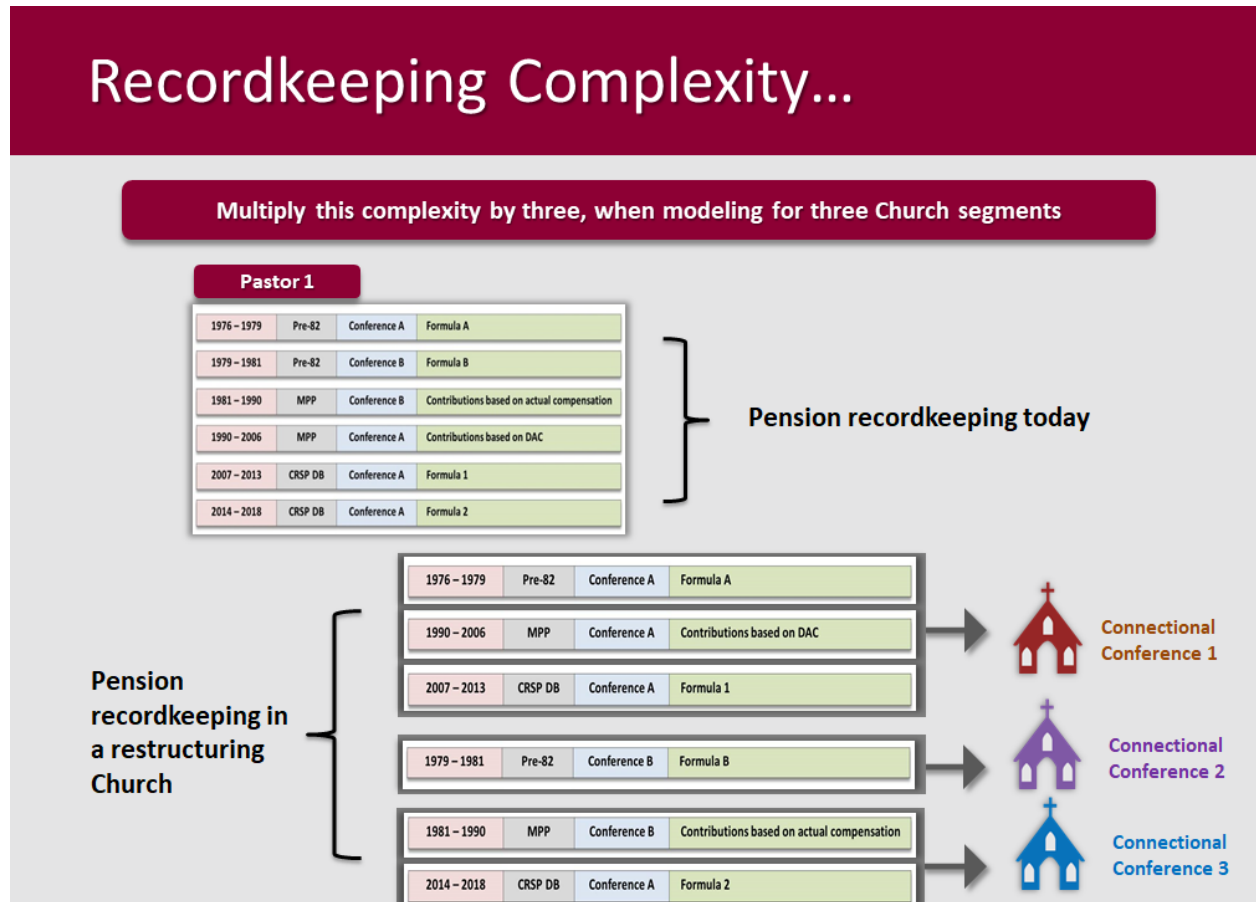 Recordkeeping Complexity...
Multiply this complexity by three, when modeling for three Church segments
Pastor 1
1976 – 1979 Pre-82 Conference A Formula A
1979 – 1981 Pre-82 Conference B Formula B
1981 – 1990 MPP Conference B Contributions based on actual compensation
1990 – 2006 MPP Conference A Contributions based on DAC
2007 – 2013 CRSP DB Conference A Formula 1
2014 – 2018 CRSP DB Conference A Formula 2
Pension recordkeeping today
Pension
recordkeeping in
a restructuring
Church
1976 – 1979 Pre-82 Conference A Formula A
1990 – 2006 MPP Conference A Contributions based on DAC
2007 – 2013 CRSP DB Conference A Formula 1
Connectional
Conference 1
1979 – 1981 Pre-82 Conference B Formula B
Connectional
Conference 2
1981 – 1990 MPP Conference B Contributions based on actual compensation
2014 – 2018 CRSP DB Conference A Formula 2
Connectional
Conference 3